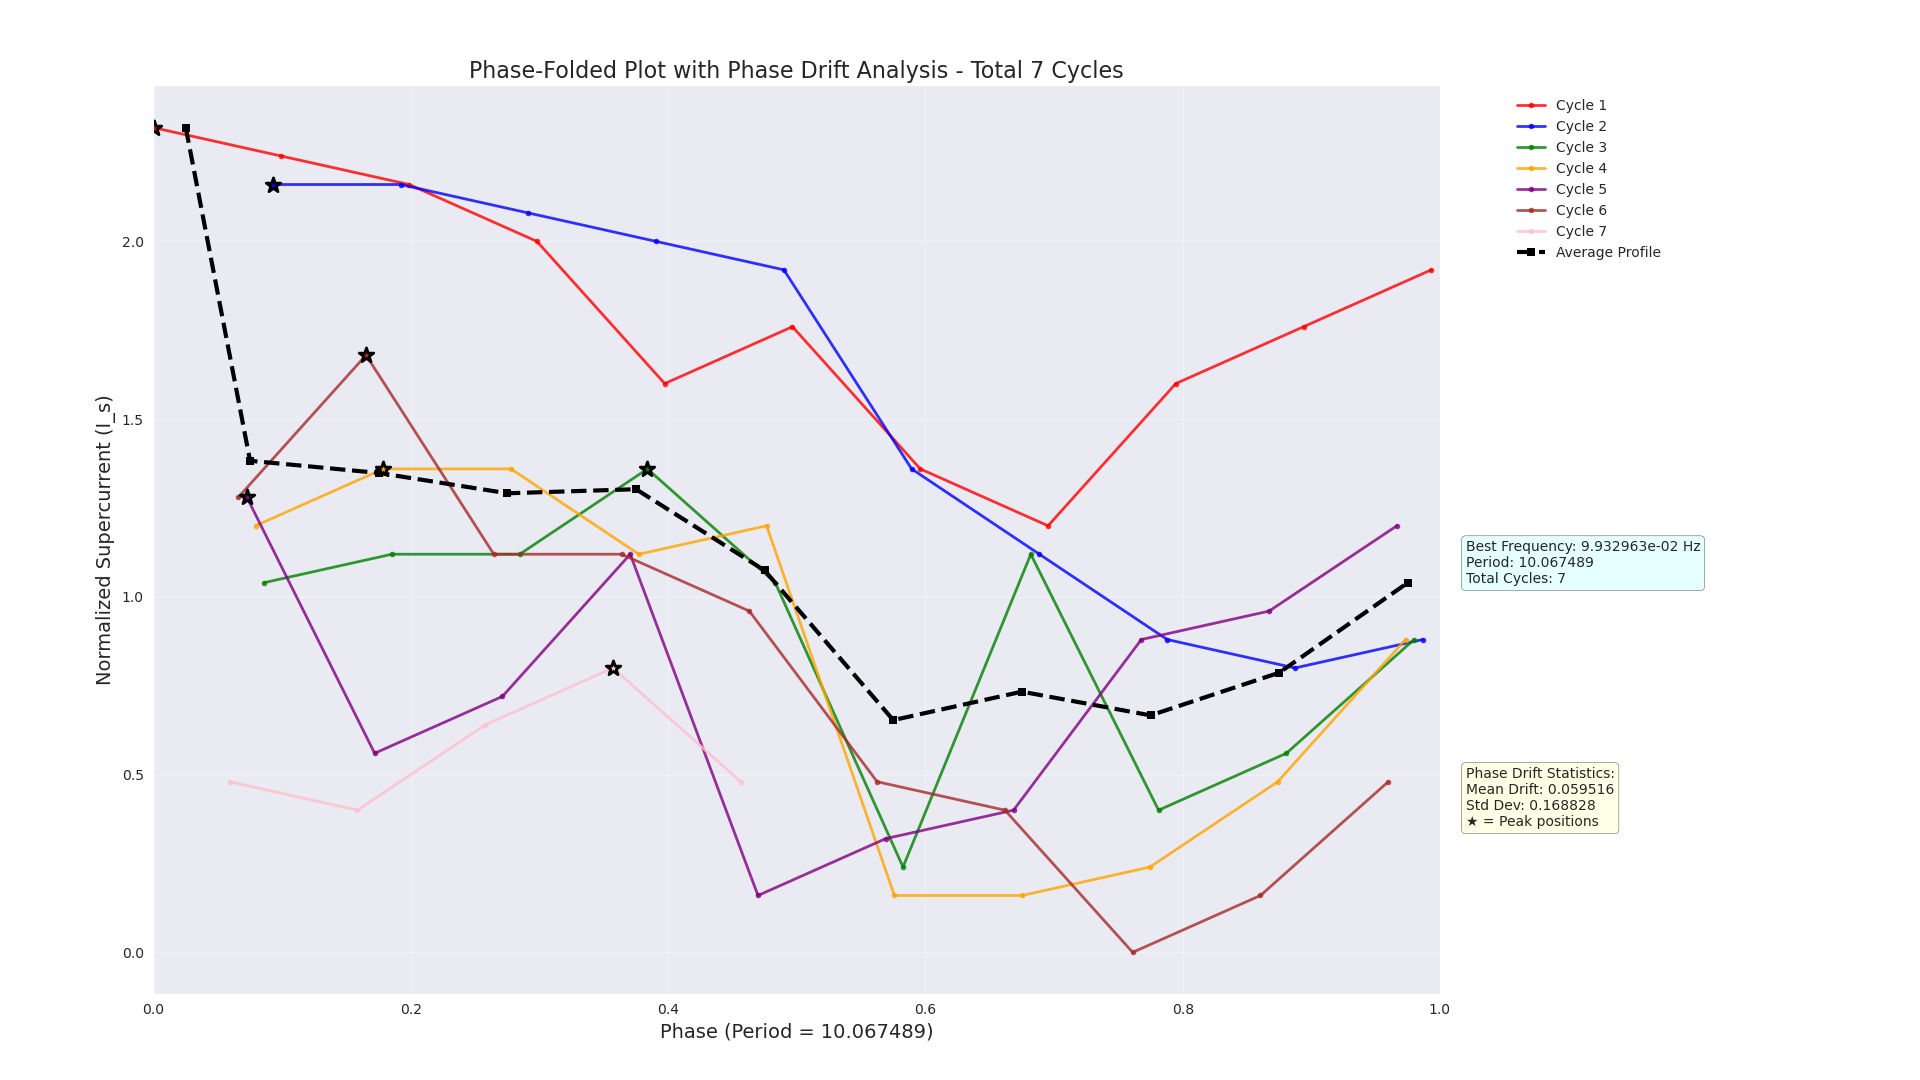 Phase-Folded Plot with Phase Drift Analysis - Total 7 Cycles
Normalized Supercurrent (I_s)
2.0
1.5
1.0
0.5
0.0
0.0
0.2
0.4
0.6
0.8
1.0
Phase (Period = 10.067489)
Cycle 1
Cycle 2
Cycle 3
Cycle 4
Cycle 5
Cycle 6
Cycle 7
Average Profile
Best Frequency: 9.932963e-02 Hz
Period: 10.067489
Total Cycles: 7
Phase Drift Statistics:
Mean Drift: 0.059516
Std Dev: 0.168828
★ = Peak positions